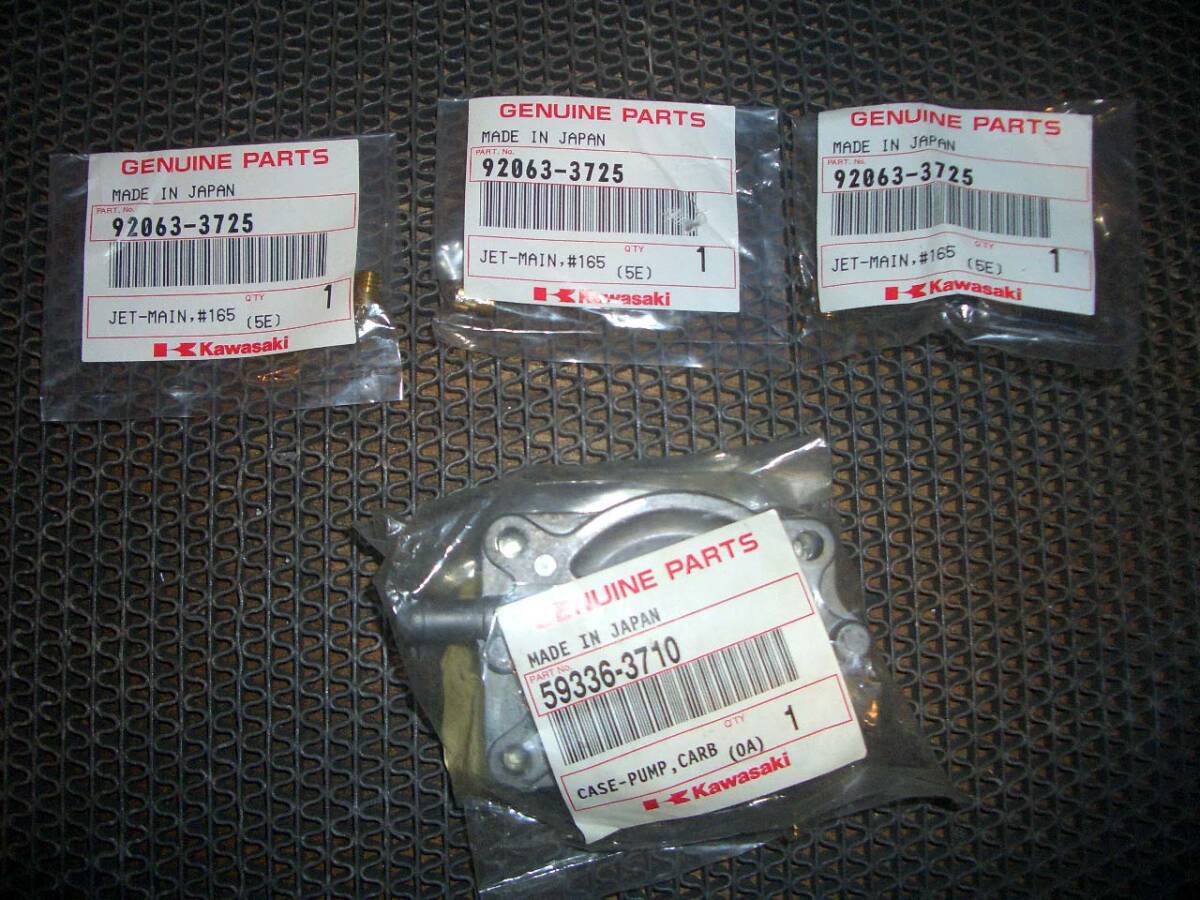 GENUINE PARTS
MADE IN JAPAN
PART. No.
92063-3725
QTY
JET-MAIN,#165 (5E) 1
Kawasaki
GENUINE PARTS
MADE IN JAPAN
PART. No.
92063-3725
QTY
JET-MAIN,#165 (5E) 1
Kawasaki
GENUINE PARTS
MADE IN JAPAN
PART. No.
92063-3725
QTY
JET-MAIN,#165 (5E) 1
Kawasaki
GENUINE PARTS
MADE IN JAPAN
PART No.
59336-3710
QTY
CASE-PUMP,CARB (0A) 1
Kawasaki